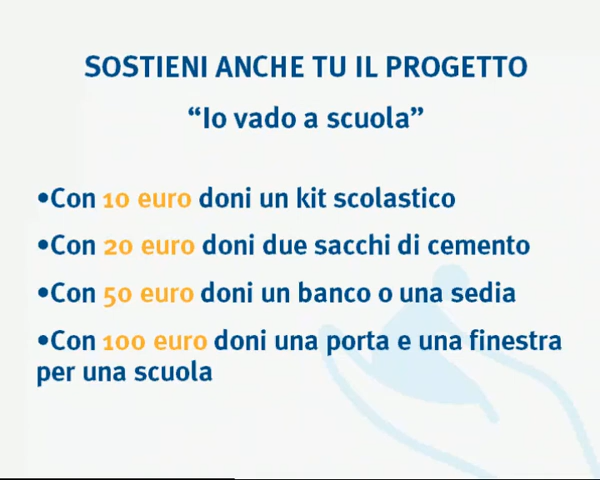 SOSTIENI ANCHE TU IL PROGETTO
“Io vado a scuola”
•Con 10 euro doni un kit scolastico
•Con 20 euro doni due sacchi di cemento
•Con 50 euro doni un banco o una sedia
•Con 100 euro doni una porta e una finestra
per una scuola